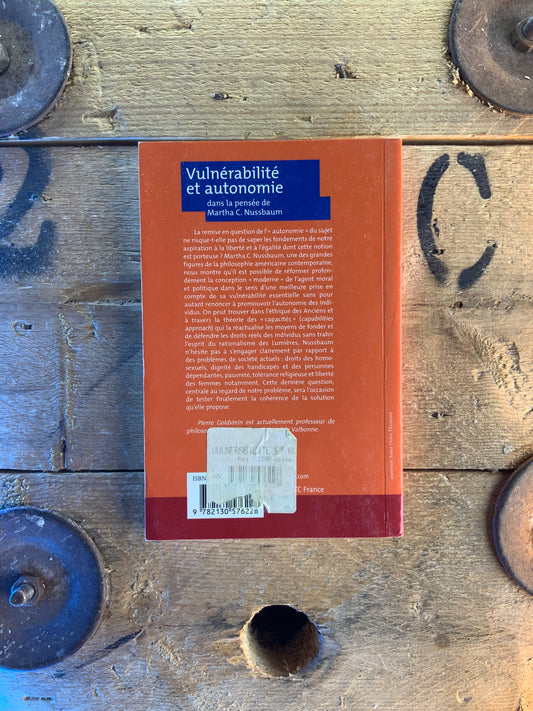 Vulnérabilité
et autonomie
dans la pensée de
Martha C. Nussbaum
La remise en question de l'« autonomie » du sujet
ne risque-t-elle pas de saper les fondements de notre
aspiration à la liberté et à l'égalité dont cette notion
est porteuse ? Martha C. Nussbaum, une des grandes
figures de la philosophie américaine contemporaine,
nous montre qu'il est possible de réformer profon-
dément la conception « moderne » de l'agent moral
et politique dans le sens d'une meilleure prise en
compte de sa vulnérabilité essentielle sans pour
autant renoncer à promouvoir l'autonomie des indi-
vidus. On peut trouver dans l'éthique des Anciens et
à travers la théorie des « capacités » (capabilities
approach) qui la réactualise les moyens de fonder et
de défendre les droits réels des individus sans trahir
l'esprit du rationalisme des Lumières. Nussbaum
n'hésite pas à s'engager clairement par rapport à
des problèmes de société actuels : droits des homo-
sexuels, dignité des handicapés et des personnes
dépendantes, pauvreté, tolérance religieuse et liberté
des femmes notamment. Cette dernière question,
centrale au regard de notre problème, sera l'occasion
de tester finalement la cohérence de la solution
qu'elle propose.
Pierre Goldstein est actuellement professeur de
philoso Valbonne.
VULNERABILITE ET A
.com
ISBN
TC France
9 782130 576228
2
C